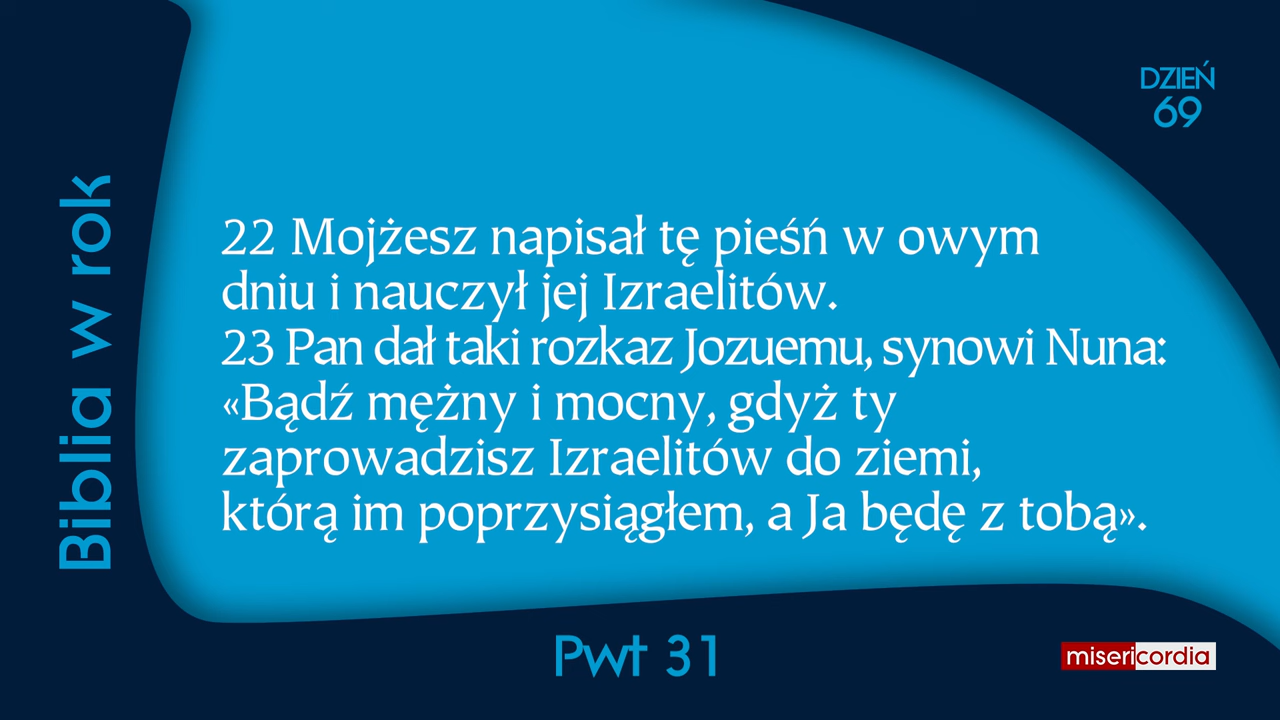 DZIEŃ
69
Biblia w rok
22 Mojżesz napisał tę pieśń w owym
dniu i nauczył jej Izraelitów.
23 Pan dał taki rozkaz Jozuemu, synowi Nuna:
«Bądź mężny i mocny, gdyż ty
zaprowadzisz Izraelitów do ziemi,
którą im poprzysiągłem, a Ja będę z tobą».
Pwt 31
misericordia